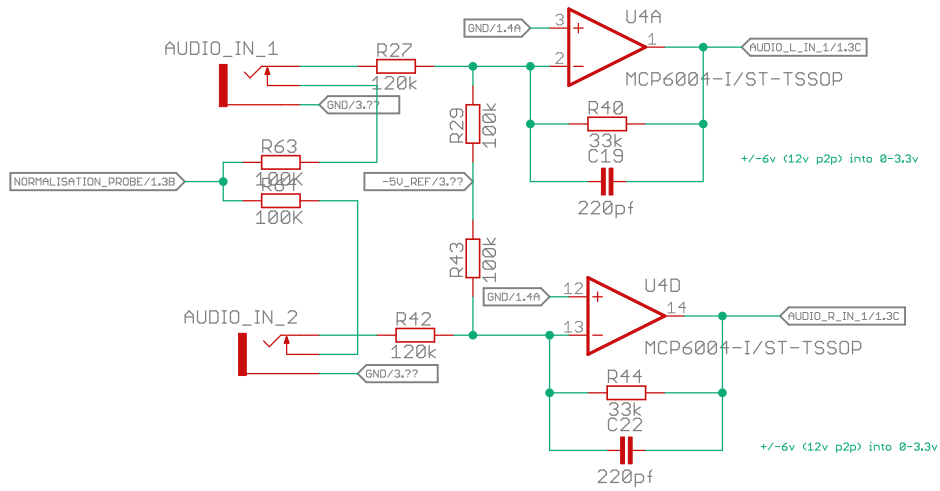 U4A
GND/1.4A
3
1
2
AUDIO_L_IN_1/1.3C
MCP6004-I/ST-TSSOP
AUDIO_IN_1
R27
120k
GND/3.??
R29
100k
R40
33k
C19
220pf
+/-6v (12v p2p) into 0-3.3v
R63
100K
NORMALISATION_PROBE/1.3B
R64
100K
-5V_REF/3.??
R43
100k
U4D
GND/1.4A
12
14
13
AUDIO_R_IN_1/1.3C
MCP6004-I/ST-TSSOP
AUDIO_IN_2
R42
120k
GND/3.??
R44
33k
C22
220pf
+/-6v (12v p2p) into 0-3.3v